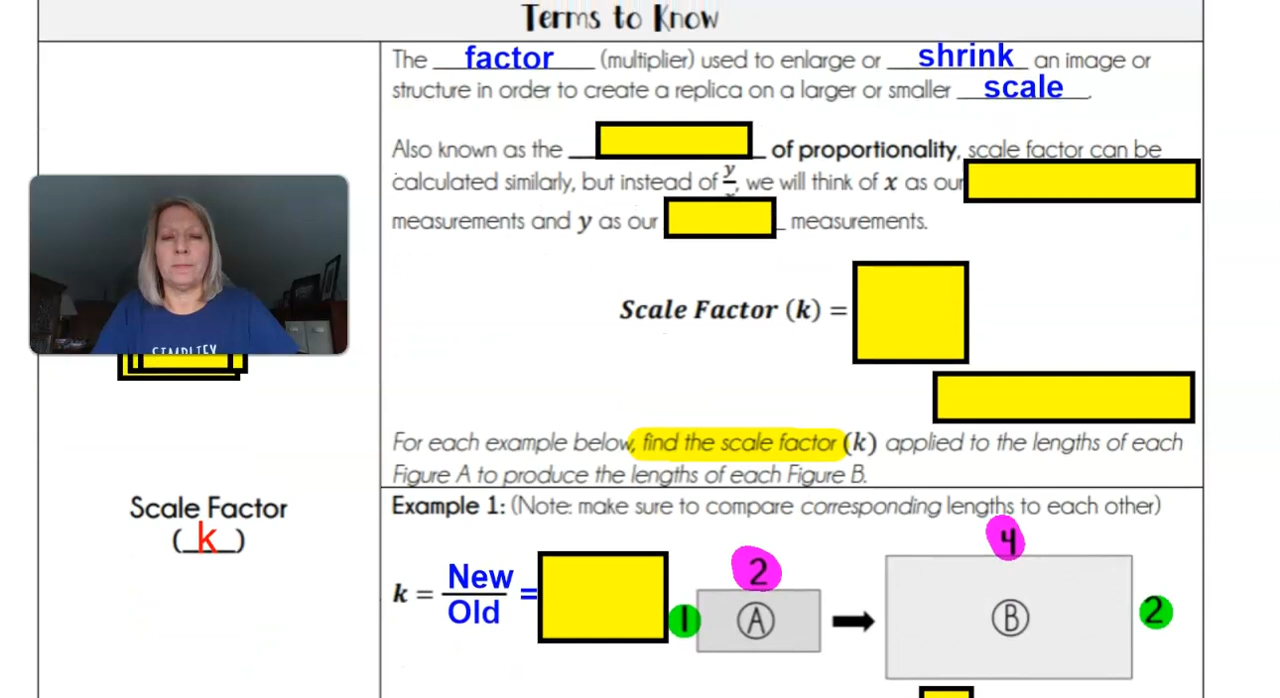 Terms to Know
The factor (multiplier) used to enlarge or shrink an image or
structure in order to create a replica on a larger or smaller scale.
Also known as the of proportionality, scale factor can be
calculated similarly, but instead of y/x, we will think of x as our
measurements and y as our measurements.
Scale Factor (k) =
For each example below, find the scale factor (k) applied to the lengths of each
Figure A to produce the lengths of each Figure B.
Scale Factor
(k)
Example 1: (Note: make sure to compare corresponding lengths to each other)
k = New/Old =
2
1
A
4
B
2